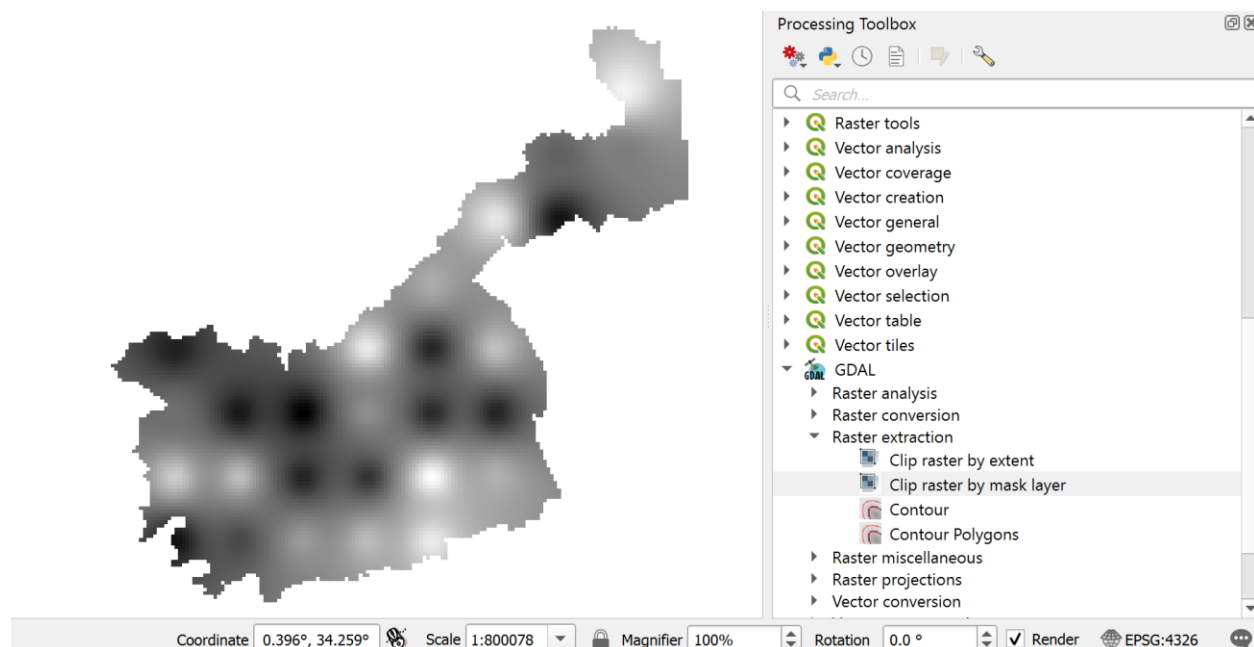 Processing Toolbox
Search...
Raster tools
Vector analysis
Vector coverage
Vector creation
Vector general
Vector geometry
Vector overlay
Vector selection
Vector table
Vector tiles
GDAL GDAL
Raster analysis
Raster conversion
Raster extraction
Clip raster by extent
Clip raster by mask layer
Contour
Contour Polygons
Raster miscellaneous
Raster projections
Vector conversion
Coordinate 0.396°, 34.259° Scale 1:800078 Magnifier 100% Rotation 0.0 ° Render EPSG:4326